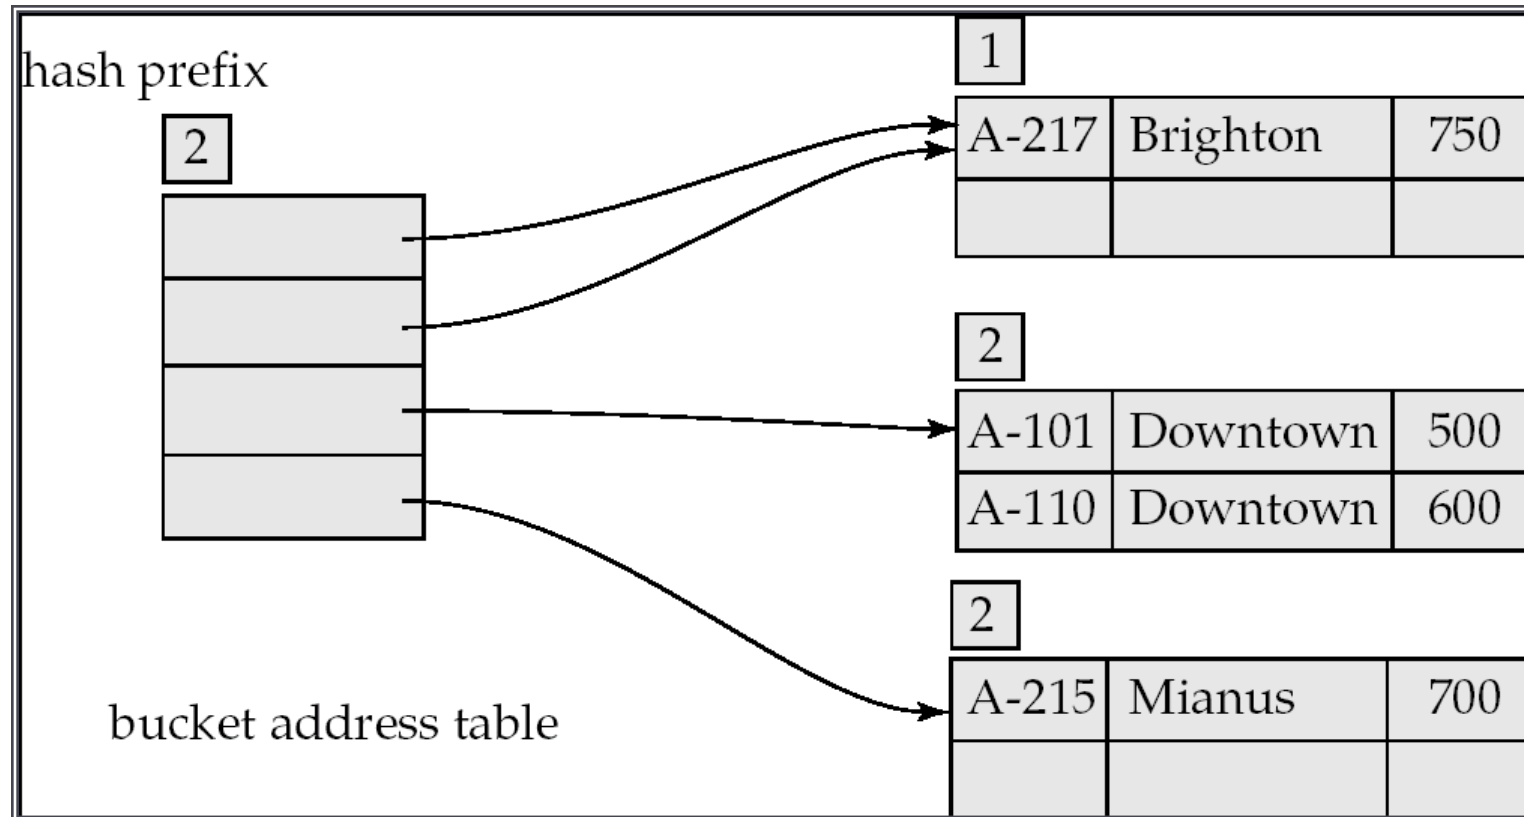 hash prefix
2
1
A-217 Brighton 750
2
A-101 Downtown 500
A-110 Downtown 600
2
A-215 Mianus 700
bucket address table